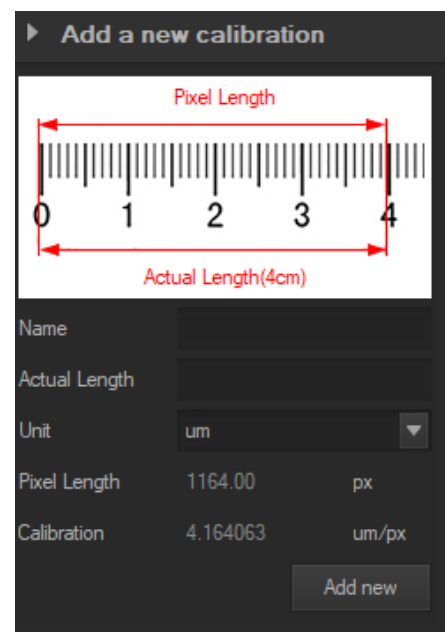 Add a new calibration
Pixel Length
0 1 2 3 4
Actual Length(4cm)
Name
Actual Length
Unit um
Pixel Length 1164.00 px
Calibration 4.164063 um/px
Add new